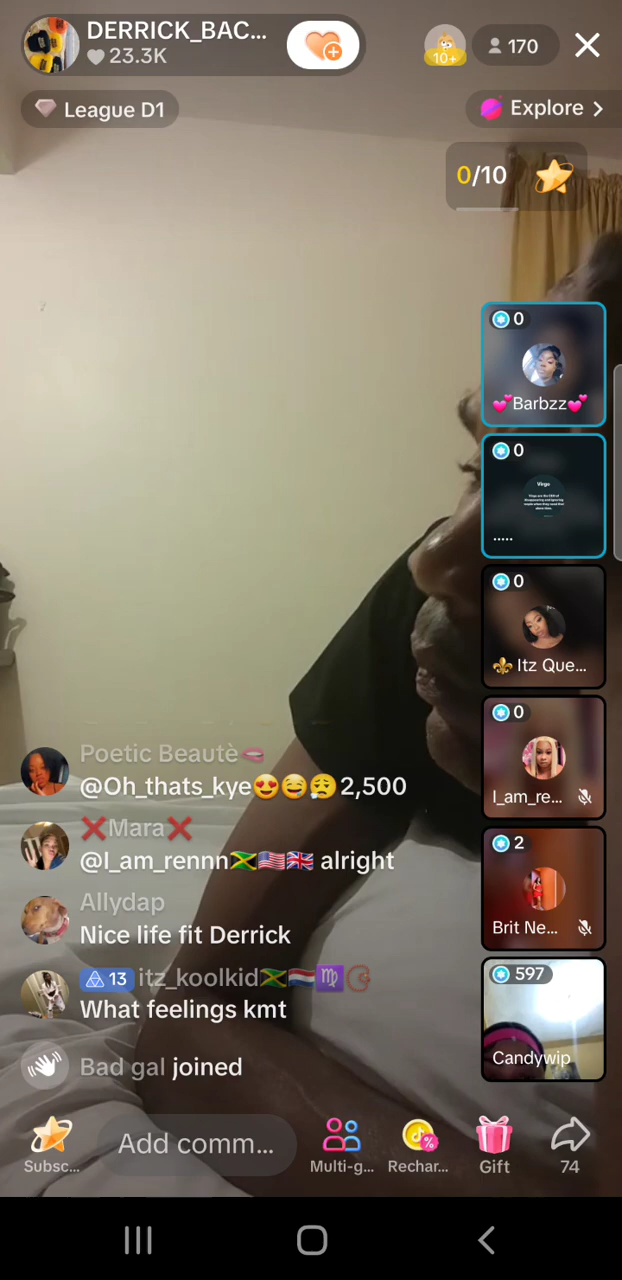 DERRICK_BAC...
23.3K
10+
170
League D1
Explore
0/10
0
💕Barbzz💕
0
Virgo
.....
0
⚜️ Itz Que...
0
I_am_re...
2
Brit Ne...
597
Candywip
Poetic Beautè🫦
@Oh_thats_kye😍🤤😮‍💨2,500
❌Mara❌
@I_am_rennn🇯🇲🇺🇸🇬🇧 alright
Allydap
Nice life fit Derrick
13 itz_koolkid🇯🇲🇳🇱♍
What feelings kmt
Bad gal joined
Subsc...
Add comm...
Multi-g...
Rechar...
Gift
74